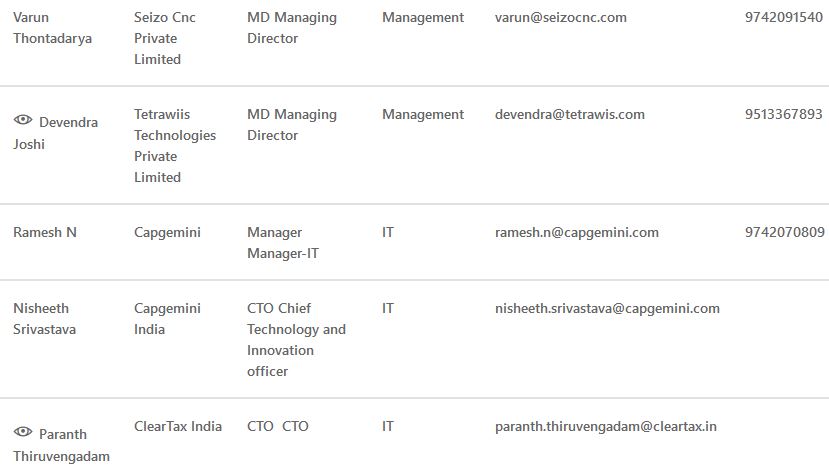 Varun Thontadarya Seizo Cnc Private Limited MD Managing Director Management varun@seizocnc.com 9742091540
Devendra Joshi Tetrawiis Technologies Private Limited MD Managing Director Management devendra@tetrawis.com 9513367893
Ramesh N Capgemini Manager Manager-IT IT ramesh.n@capgemini.com 9742070809
Nisheeth Srivastava Capgemini India CTO Chief Technology and Innovation officer IT nisheeth.srivastava@capgemini.com
Paranth Thiruvengadam ClearTax India CTO CTO IT paranth.thiruvengadam@cleartax.in